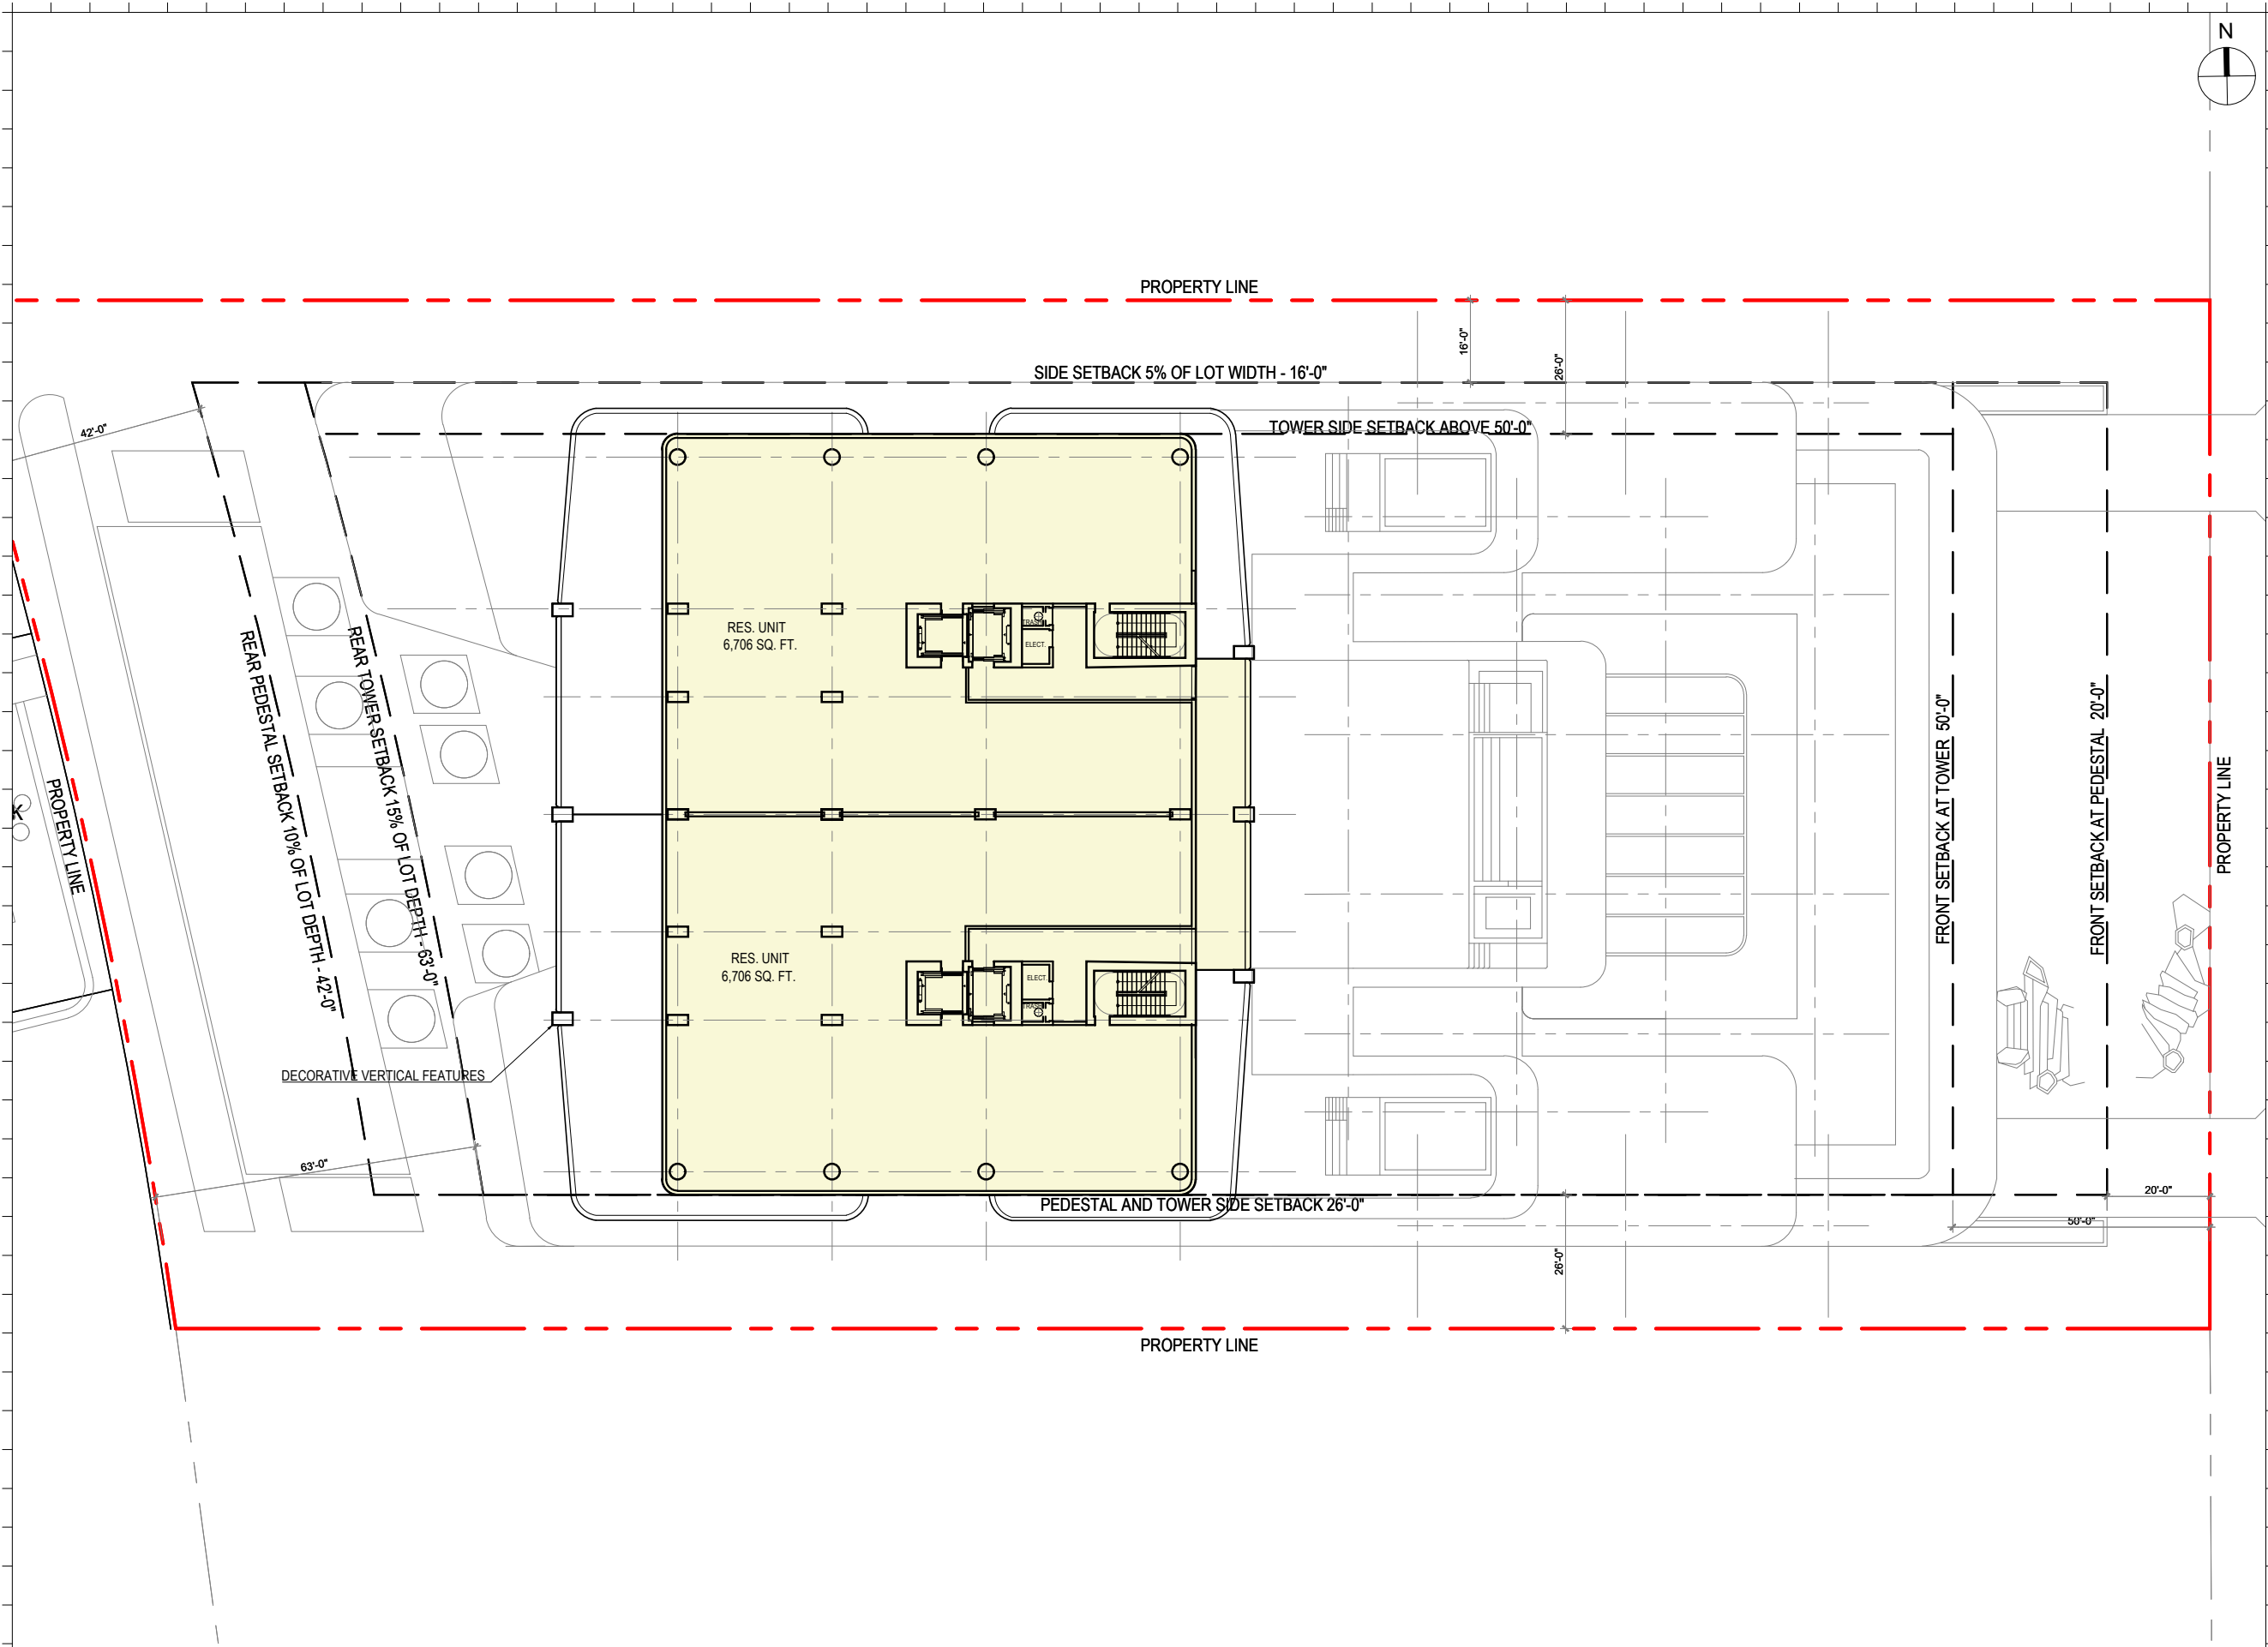 N
PROPERTY LINE
16'-0"
26'-0"
SIDE SETBACK 5% OF LOT WIDTH - 16'-0"
42'-0"
TOWER SIDE SETBACK ABOVE 50'-0"
RES. UNIT
6,706 SQ. FT.
TRASH
ELECT.
REAR PEDESTAL SETBACK 10% OF LOT DEPTH - 42'-0"
REAR TOWER SETBACK 15% OF LOT DEPTH - 63'-0"
PROPERTY LINE
K
FRONT SETBACK AT TOWER 50'-0"
FRONT SETBACK AT PEDESTAL 20'-0"
PROPERTY LINE
RES. UNIT
6,706 SQ. FT.
ELECT.
TRASH
DECORATIVE VERTICAL FEATURES
63'-0"
PEDESTAL AND TOWER SIDE SETBACK 26'-0"
20'-0"
50'-0"
26'-0"
PROPERTY LINE